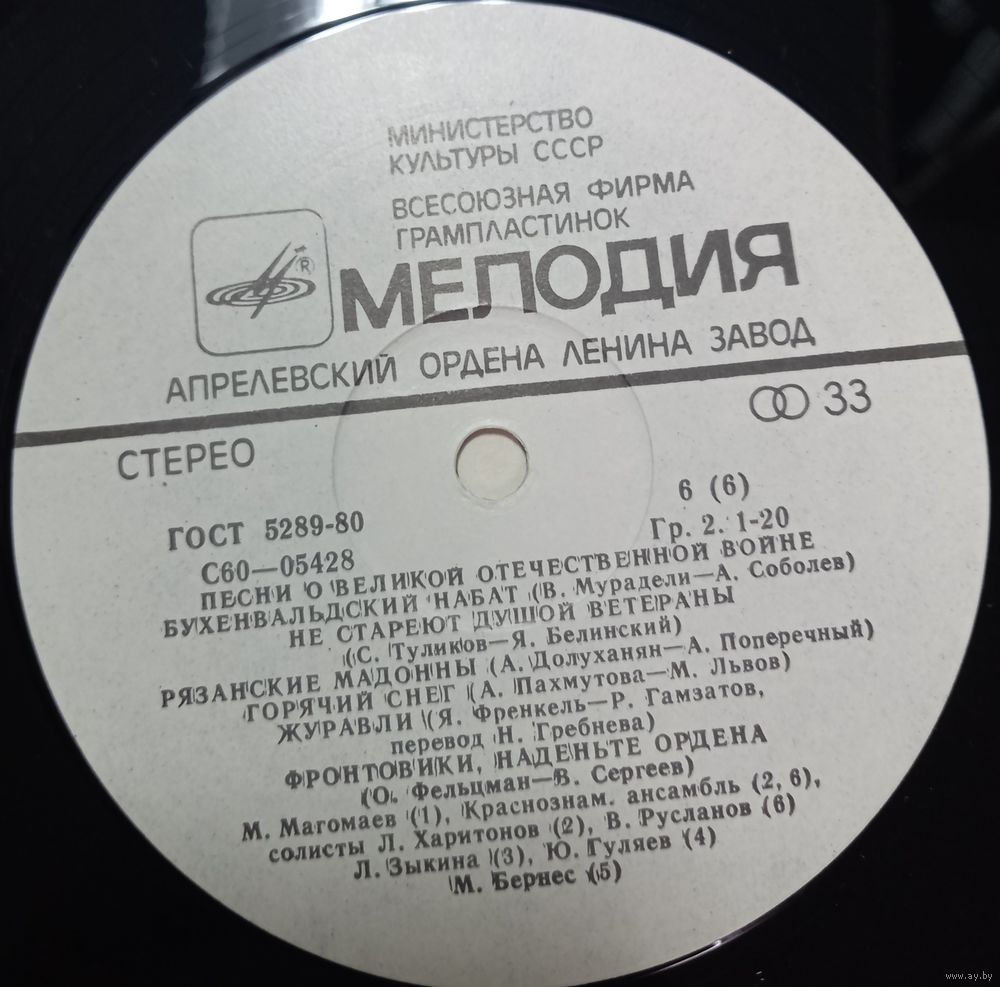 МИНИСТЕРСТВО
КУЛЬТУРЫ СССР
ВСЕСОЮЗНАЯ ФИРМА
ГРАМПЛАСТИНОК
МЕЛОДИЯ
®
АПРЕЛЕВСКИЙ ОРДЕНА ЛЕНИНА ЗАВОД
СТЕРЕО
33
6 (6)
ГОСТ 5289-80
Гр. 2. 1-20
С60—05428
ПЕСНИ О ВЕЛИКОЙ ОТЕЧЕСТВЕННОЙ ВОЙНЕ
БУХЕНВАЛЬДСКИЙ НАБАТ (В. Мурадели—А. Соболев)
НЕ СТАРЕЮТ ДУШОЙ ВЕТЕРАНЫ
(С. Туликов—Я. Белинский)
РЯЗАНСКИЕ МАДОННЫ (А. Долуханян—А. Поперечный)
ГОРЯЧИЙ СНЕГ (А. Пахмутова—М. Львов)
ЖУРАВЛИ (Я. Френкель—Р. Гамзатов,
перевод Н. Гребнева)
ФРОНТОВИКИ, НАДЕНЬТЕ ОРДЕНА
(О. Фельцман—В. Сергеев)
М. Магомаев (1), Краснознам. ансамбль (2, 6),
солисты Л. Харитонов (2), В. Русланов (6)
Л. Зыкина (3), Ю. Гуляев (4)
М. Бернес (5)
www.ay.by